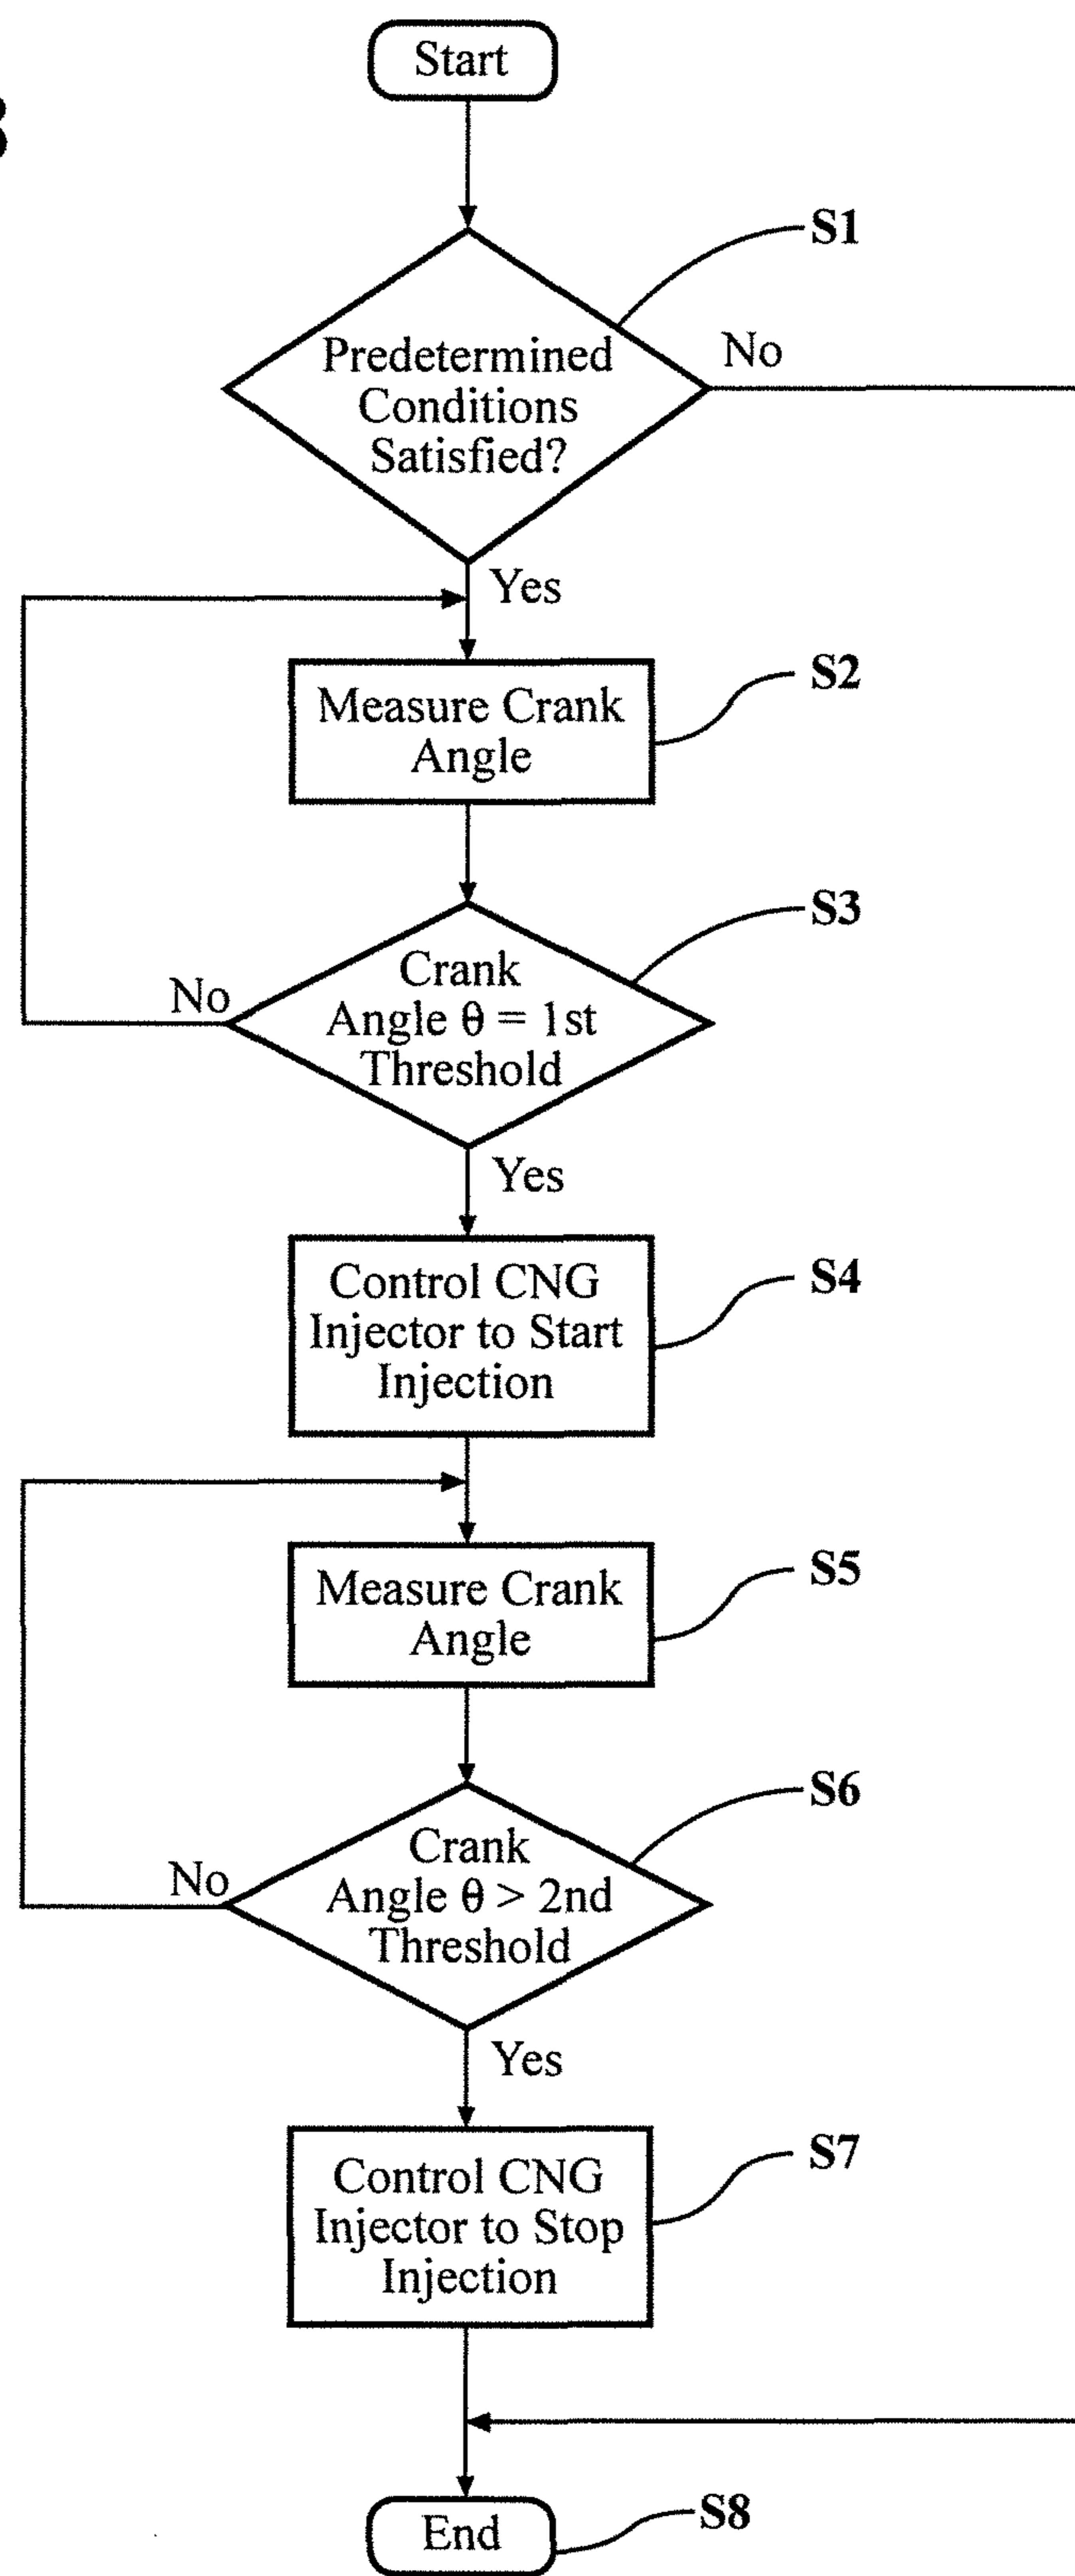 Start
S1
Predetermined
Conditions
Satisfied?
No
Yes
S2
Measure Crank
Angle
S3
Crank
Angle θ = 1st
Threshold
No
Yes
S4
Control CNG
Injector to Start
Injection
S5
Measure Crank
Angle
S6
Crank
Angle θ > 2nd
Threshold
No
Yes
S7
Control CNG
Injector to Stop
Injection
End
S8